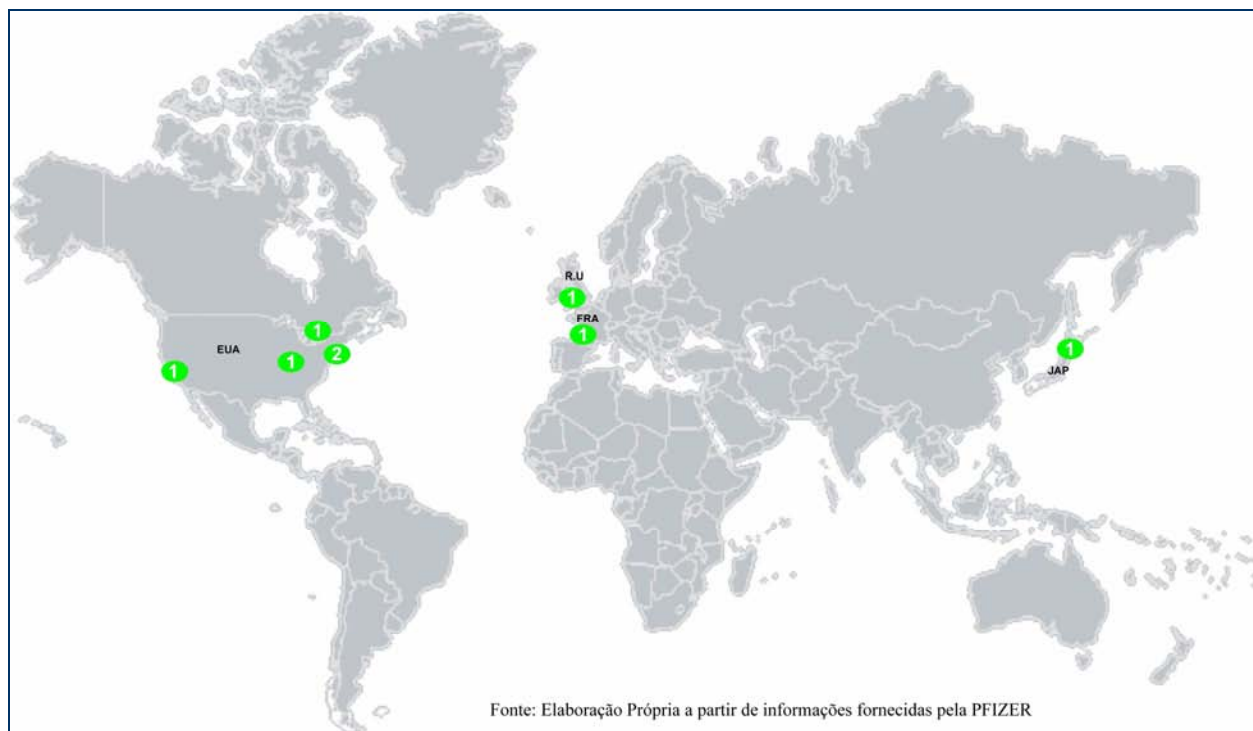 R.U
1
FRA
1
1
EUA
1
2
1
1
JAP
Fonte: Elaboração Própria a partir de informações fornecidas pela PFIZER